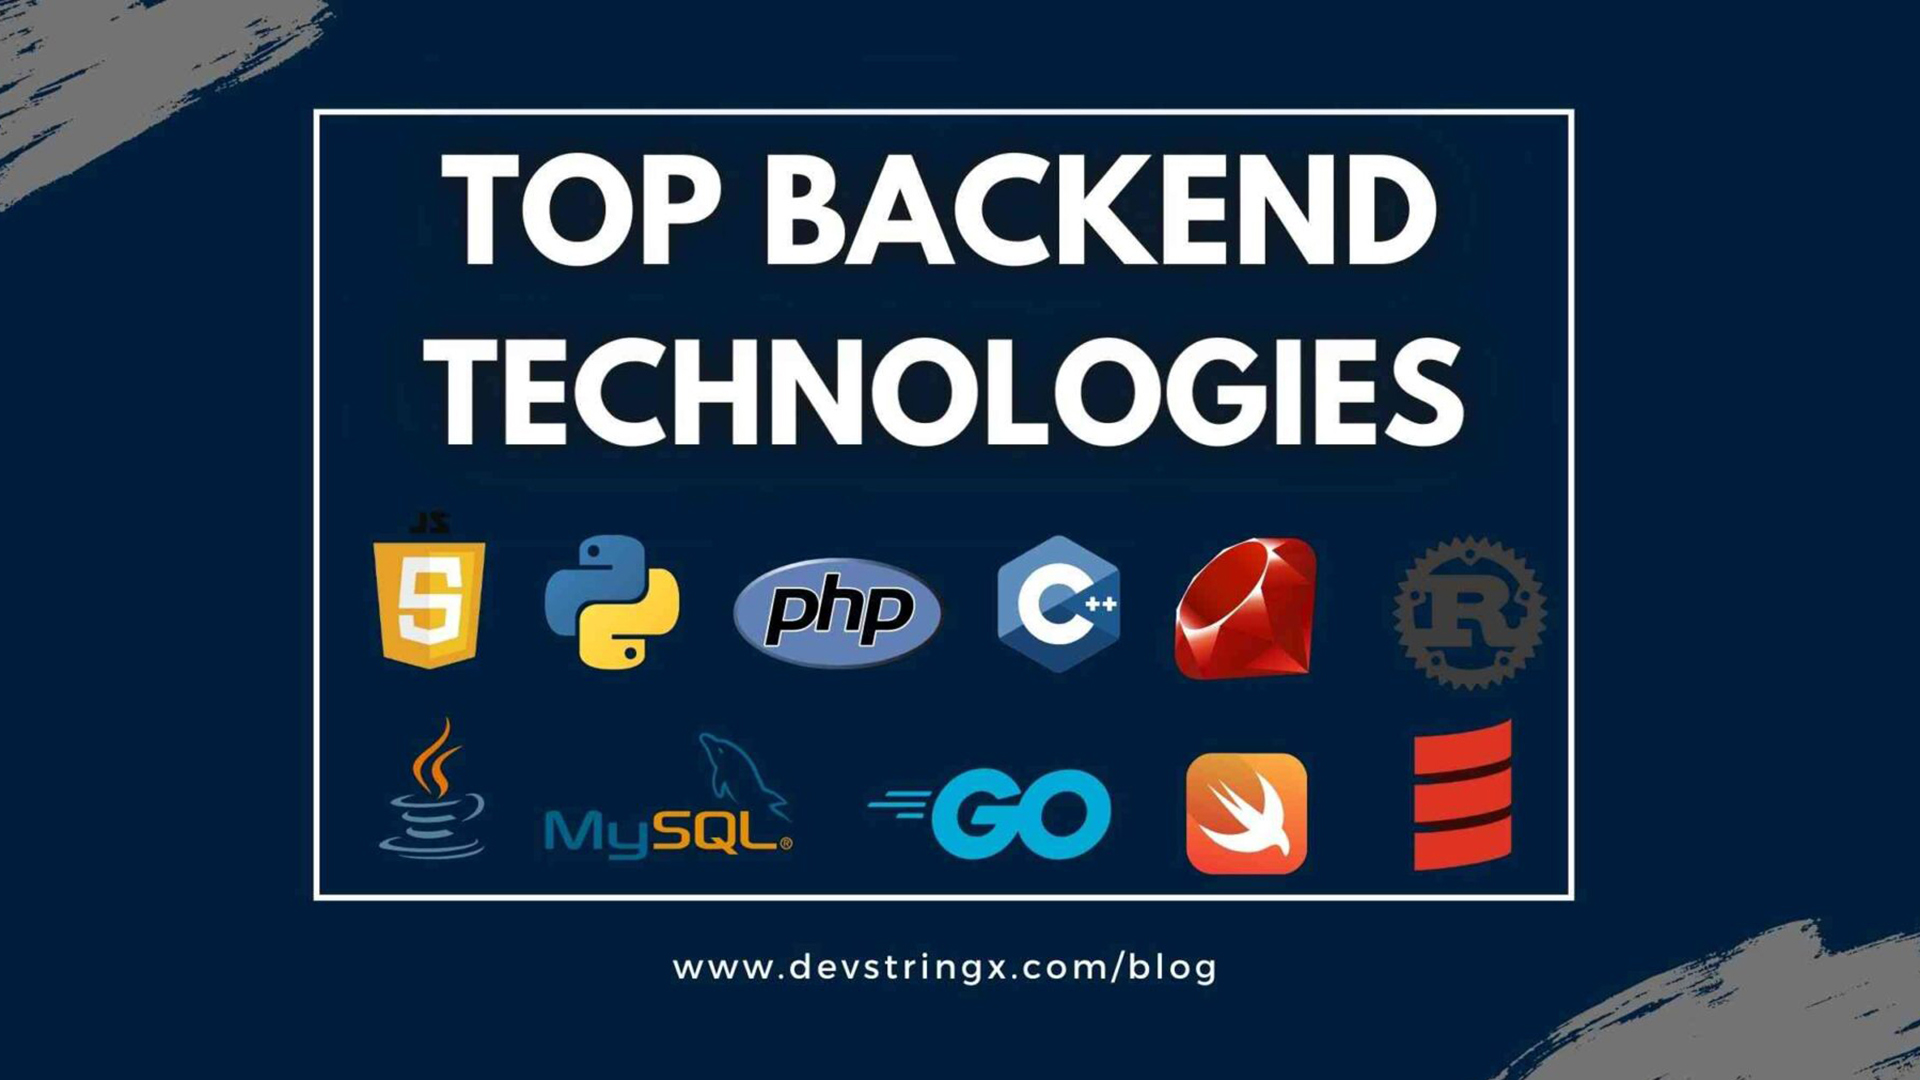 TOP BACKEND
TECHNOLOGIES
JS
5
php
C++
R
MySQL®
GO
www.devstringx.com/blog